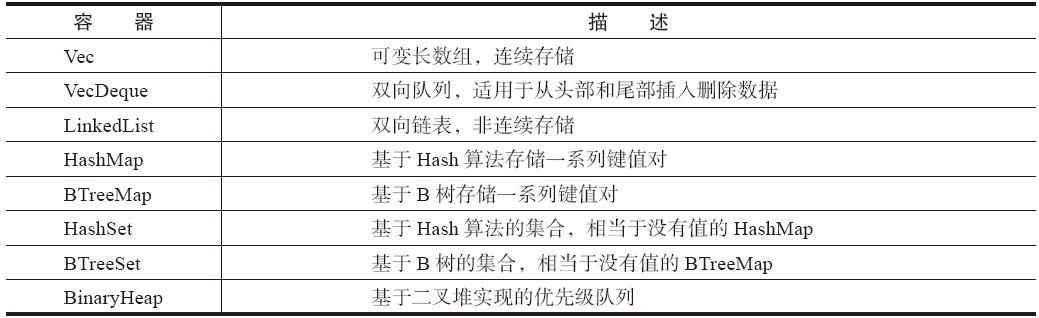 容 器 描 述
Vec 可变长数组，连续存储
VecDeque 双向队列，适用于从头部和尾部插入删除数据
LinkedList 双向链表，非连续存储
HashMap 基于 Hash 算法存储一系列键值对
BTreeMap 基于 B 树存储一系列键值对
HashSet 基于 Hash 算法的集合，相当于没有值的 HashMap
BTreeSet 基于 B 树的集合，相当于没有值的 BTreeMap
BinaryHeap 基于二叉堆实现的优先级队列